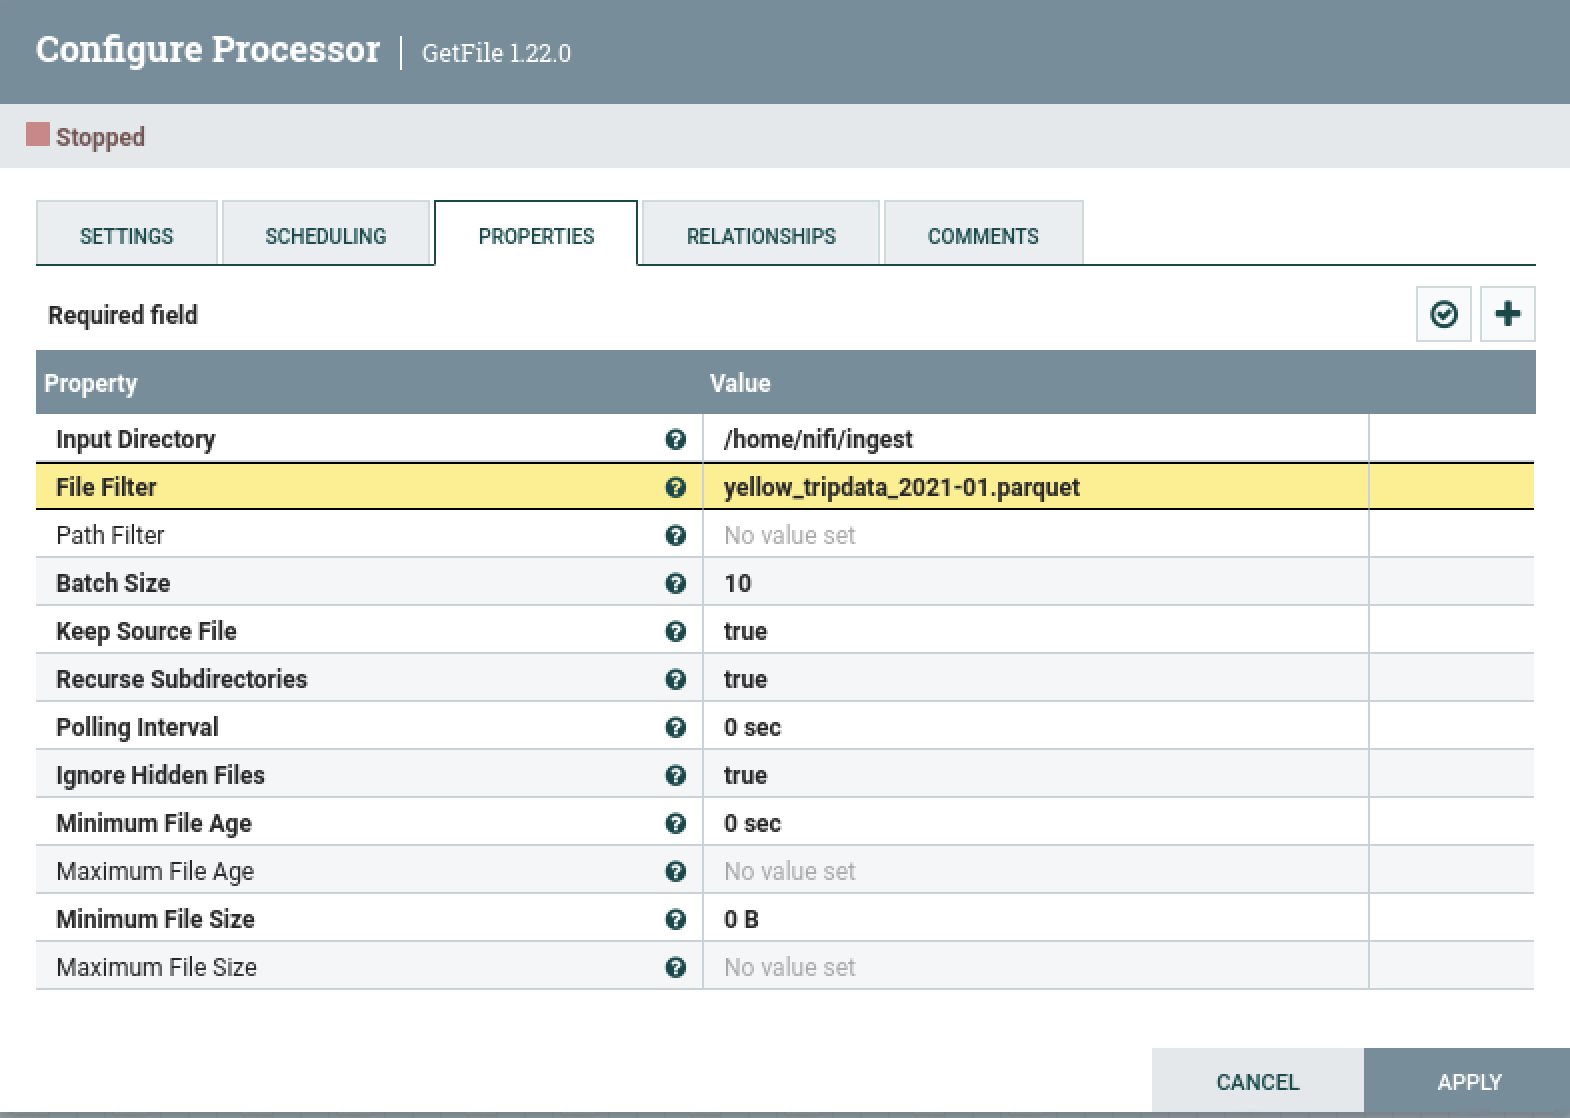 Configure Processor | GetFile 1.22.0
Stopped
SETTINGS SCHEDULING PROPERTIES RELATIONSHIPS COMMENTS
Required field
Property Value
Input Directory /home/nifi/ingest
File Filter yellow_tripdata_2021-01.parquet
Path Filter No value set
Batch Size 10
Keep Source File true
Recurse Subdirectories true
Polling Interval 0 sec
Ignore Hidden Files true
Minimum File Age 0 sec
Maximum File Age No value set
Minimum File Size 0 B
Maximum File Size No value set
CANCEL APPLY